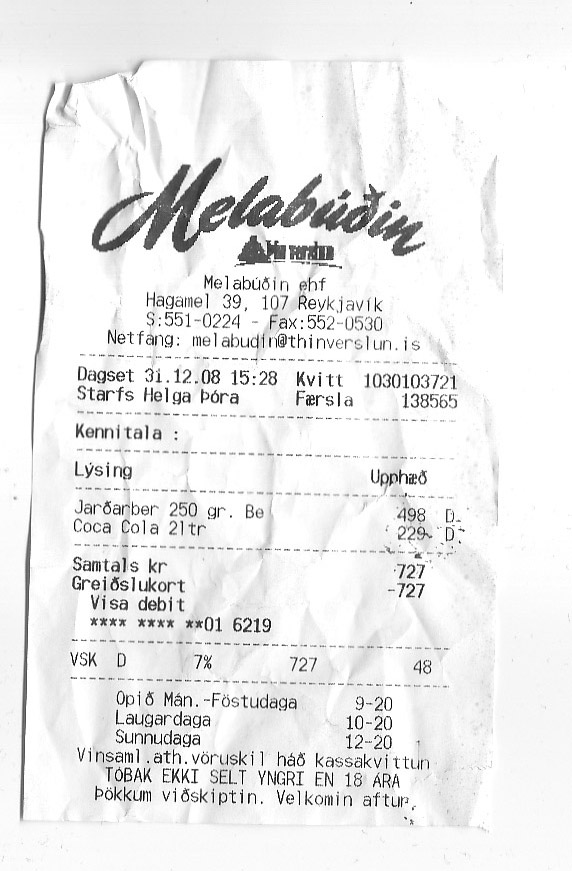 Melabúðin
Þín verslun
Melabúðin ehf
Hagamel 39, 107 Reykjavík
S:551-0224 - Fax:552-0530
Netfang: melabudin@thinverslun.is
Dagset 31.12.08 15:28 Kvitt 1030103721
Starfs Helga Þóra Færsla 138565
Kennitala :
Lýsing Upphæð
Jarðarber 250 gr. Be 498 D
Coca Cola 2ltr 229 D
Samtals kr 727
Greiðslukort -727
Visa debit
**** **** **01 6219
VSK D 7% 727 48
Opið Mán.-Föstudaga 9-20
Laugardaga 10-20
Sunnudaga 12-20
Vinsaml.ath.vöruskil háð kassakvittun
TÓBAK EKKI SELT YNGRI EN 18 ÁRA
Þökkum viðskiptin. Velkomin aftur.